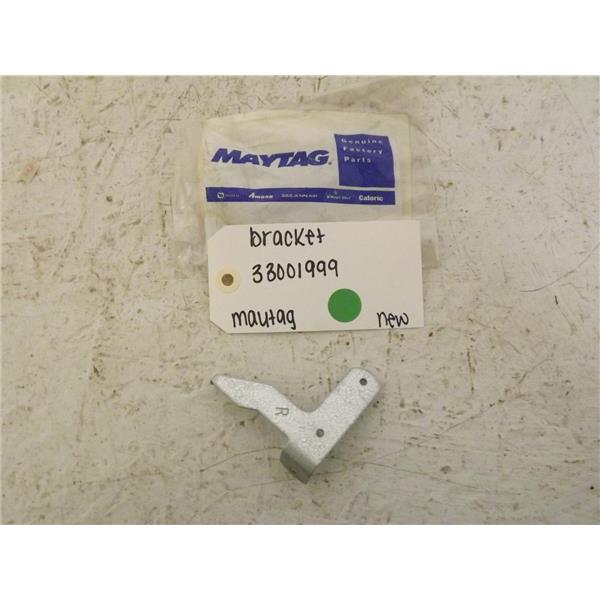 MAYTAG
Genuine
Factory
Parts
Amana
Caloric
bracket
33001999
maytag
new
R